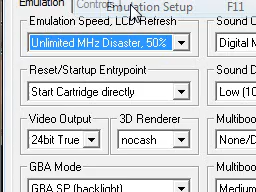 Emulation Controls Emulation Setup F11
Emulation Speed, LCD Refresh Sound
Unlimited MHz Disaster, 50% Digital
Reset/Startup Entrypoint Sound
Start Cartridge directly Low (10
Video Output 3D Renderer Multiboo
24bit True nocash None/D
GBA Mode Multiboo
GBA SP (backlight) Medium